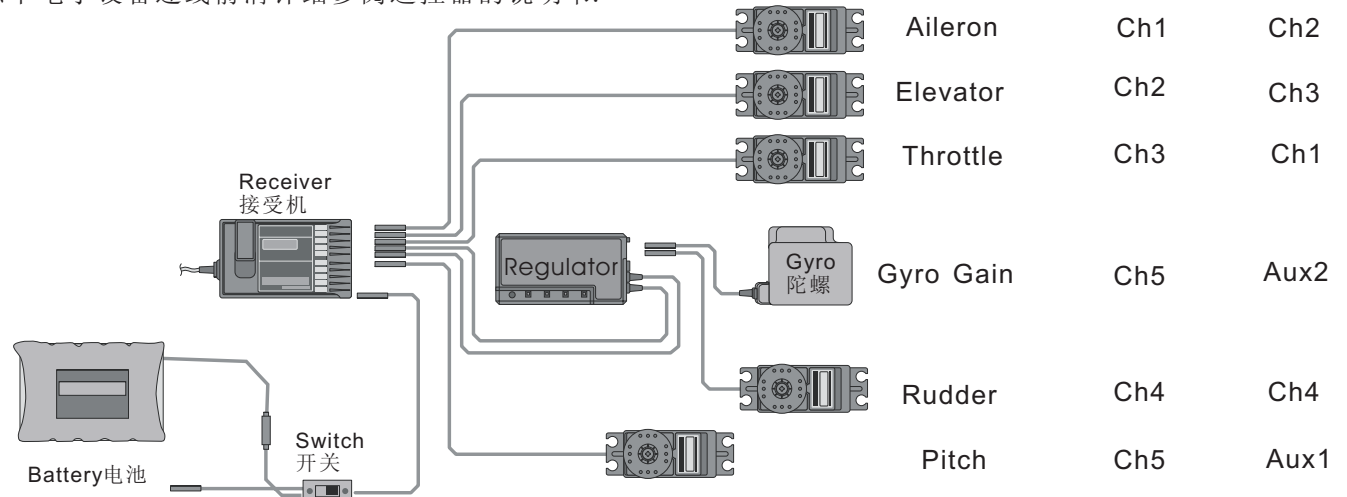 Aileron Ch1 Ch2
Elevator Ch2 Ch3
Throttle Ch3 Ch1
Receiver
接受机
Regulator
Gyro
陀螺
Gyro Gain Ch5 Aux2
Rudder Ch4 Ch4
Switch
开关
Pitch Ch5 Aux1
Battery电池